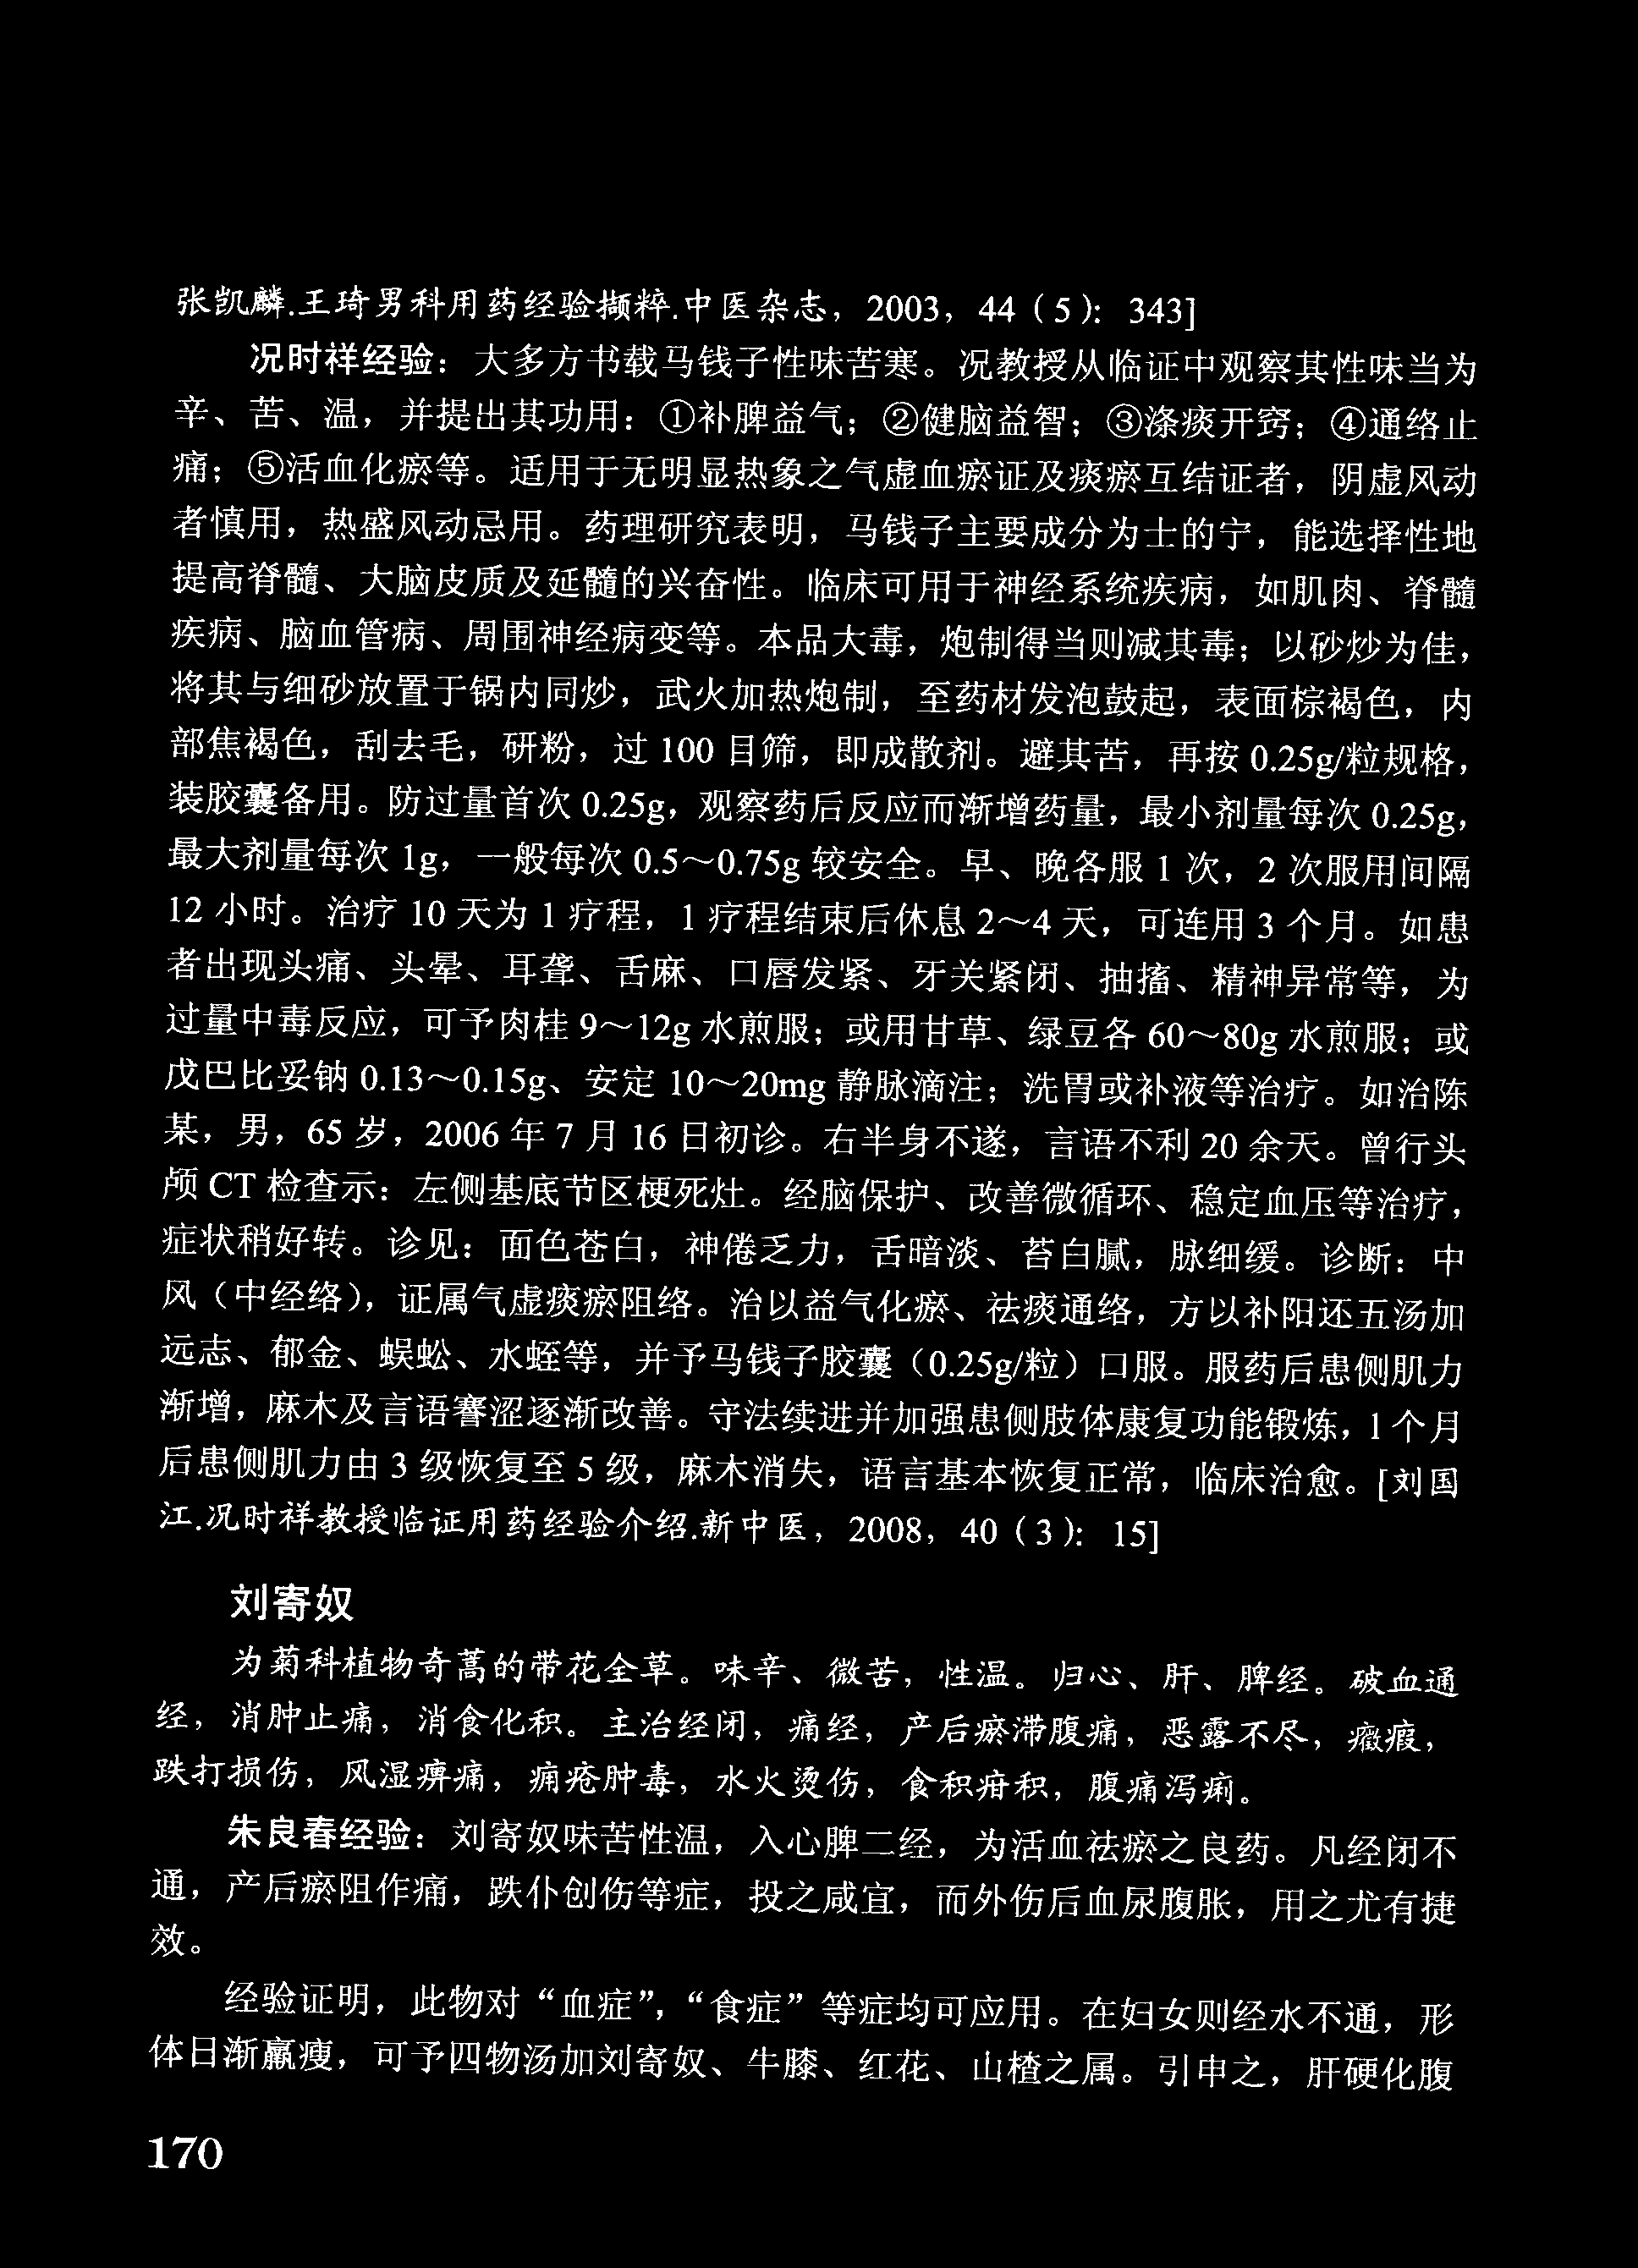 张凯麟.王琦男科用药经验撷粹.中医杂志，2003，44（5）：343]
况时祥经验：大多方书载马钱子性味苦寒。况教授从临证中观察其性味当为
辛、苦、温，并提出其功用：①补脾益气；②健脑益智；③涤痰开窍；④通络止
痛；⑤活血化瘀等。适用于无明显热象之气虚血瘀证及痰瘀互结证者，阴虚风动
者慎用，热盛风动忌用。药理研究表明，马钱子主要成分为士的宁，能选择性地
提高脊髓、大脑皮质及延髓的兴奋性。临床可用于神经系统疾病，如肌肉、脊髓
疾病、脑血管病、周围神经病变等。本品大毒，炮制得当则减其毒；以砂炒为佳，
将其与细砂放置于锅内同炒，武火加热炮制，至药材发泡鼓起，表面棕褐色，内
部焦褐色，刮去毛，研粉，过 100 目筛，即成散剂。避其苦，再按 0.25g/粒规格，
装胶囊备用。防过量首次 0.25g，观察药后反应而渐增药量，最小剂量每次 0.25g，
最大剂量每次 1g，一般每次 0.5～0.75g 较安全。早、晚各服 1 次，2 次服用间隔
12 小时。治疗 10 天为 1 疗程，1 疗程结束后休息 2～4 天，可连用 3 个月。如患
者出现头痛、头晕、耳聋、舌麻、口唇发紧、牙关紧闭、抽搐、精神异常等，为
过量中毒反应，可予肉桂 9～12g 水煎服；或用甘草、绿豆各 60～80g 水煎服；或
戊巴比妥钠 0.13～0.15g、安定 10～20mg 静脉滴注；洗胃或补液等治疗。如治陈
某，男，65 岁，2006 年 7 月 16 日初诊。右半身不遂，言语不利 20 余天。曾行头
颅 CT 检查示：左侧基底节区梗死灶。经脑保护、改善微循环、稳定血压等治疗，
症状稍好转。诊见：面色苍白，神倦乏力，舌暗淡、苔白腻，脉细缓。诊断：中
风（中经络），证属气虚痰瘀阻络。治以益气化瘀、祛痰通络，方以补阳还五汤加
远志、郁金、蜈蚣、水蛭等，并予马钱子胶囊（0.25g/粒）口服。服药后患侧肌力
渐增，麻木及言语謇涩逐渐改善。守法续进并加强患侧肢体康复功能锻炼，1 个月
后患侧肌力由 3 级恢复至 5 级，麻木消失，语言基本恢复正常，临床治愈。[刘国
江.况时祥教授临证用药经验介绍.新中医，2008，40（3）：15]
刘寄奴
为菊科植物奇蒿的带花全草。味辛、微苦，性温。归心、肝、脾经。破血通
经，消肿止痛，消食化积。主治经闭，痛经，产后瘀滞腹痛，恶露不尽，癥瘕，
跌打损伤，风湿痹痛，痈疮肿毒，水火烫伤，食积疳积，腹痛泻痢。
朱良春经验：刘寄奴味苦性温，入心脾二经，为活血祛瘀之良药。凡经闭不
通，产后瘀阻作痛，跌仆创伤等症，投之咸宜，而外伤后血尿腹胀，用之尤有捷
效。
经验证明，此物对“血症”，“食症”等症均可应用。在妇女则经水不通，形
体日渐羸瘦，可予四物汤加刘寄奴、牛膝、红花、山楂之属。引申之，肝硬化腹
170